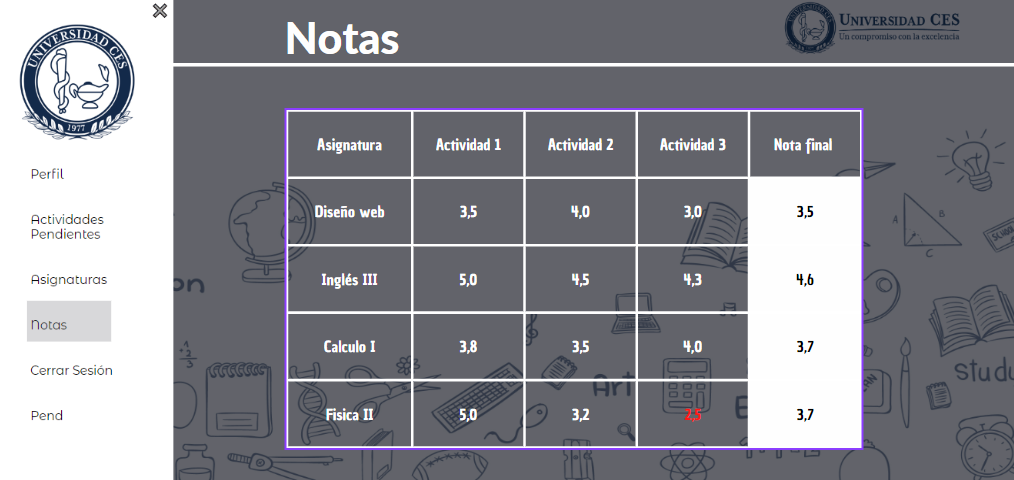 UNIVERSIDAD CES
1977
Perfil
Actividades
Pendientes
Asignaturas
Notas
Cerrar Sesión
Pend
Notas
UNIVERSIDAD CES
Un compromiso con la excelencia
Asignatura Actividad 1 Actividad 2 Actividad 3 Nota final
Diseño web 3,5 4,0 3,0 3,5
Inglés III 5,0 4,5 4,3 4,6
Calculo I 3,8 3,5 4,0 3,7
Fisica II 5,0 3,2 2,5 3,7
A B
C
on
Art
E
Stud